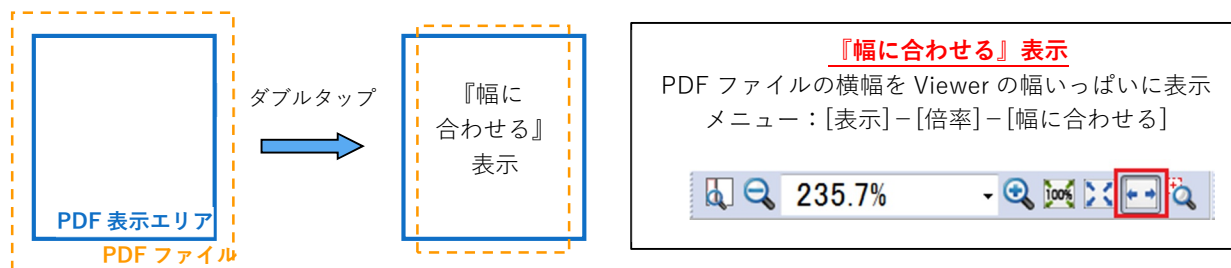 ダブルタップ
PDF 表示エリア
PDF ファイル
『幅に
合わせる』
表示
『幅に合わせる』表示
PDF ファイルの横幅を Viewer の幅いっぱいに表示
メニュー：[表示]－[倍率]－[幅に合わせる]
235.7%
100%